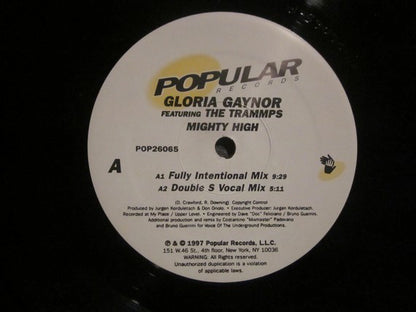 POPULAR
RECORDS
GLORIA GAYNOR
FEATURING THE TRAMMPS
MIGHTY HIGH
POP26065
A
A1 Fully Intentional Mix 9:29
A2 Double S Vocal Mix 5:11
(D. Crawford, R. Downing) Copyright Control
Produced by Jurgen Korduletsch & Don Oriolo. • Executive Producer: Jurgen Korduletsch.
Recorded at My Place / Upper Level. • Engineered by Dave "Doc" Feliciano / Bruno Guerrini.
Additional production and remix by Costantino "Mixmaster" Padovano
and Bruno Guerrini for Voice Of The Underground Productions.
℗ & © 1997 Popular Records, L.L.C.
151 W.46 St., 4th floor, New York, NY 10036
WARNING: All Rights Reserved.
Unauthorized duplication is a violation
of applicable laws.